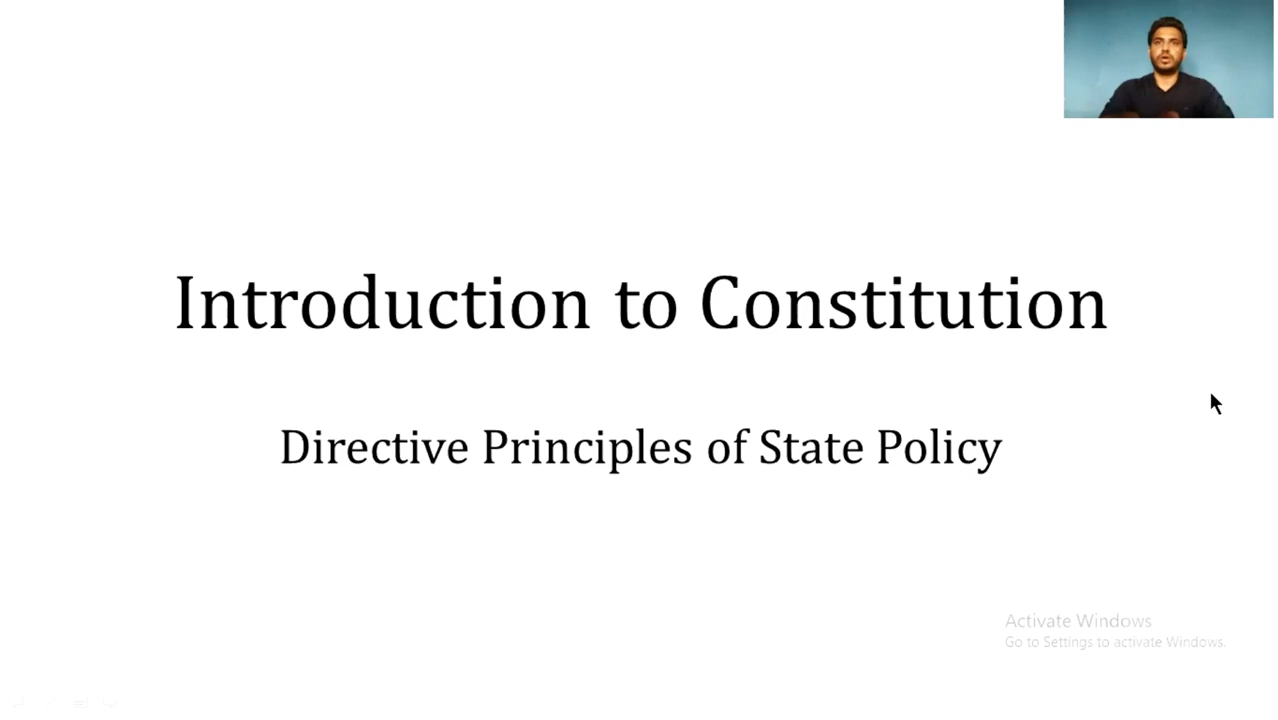 Introduction to Constitution
Directive Principles of State Policy
Activate Windows
Go to Settings to activate Windows.